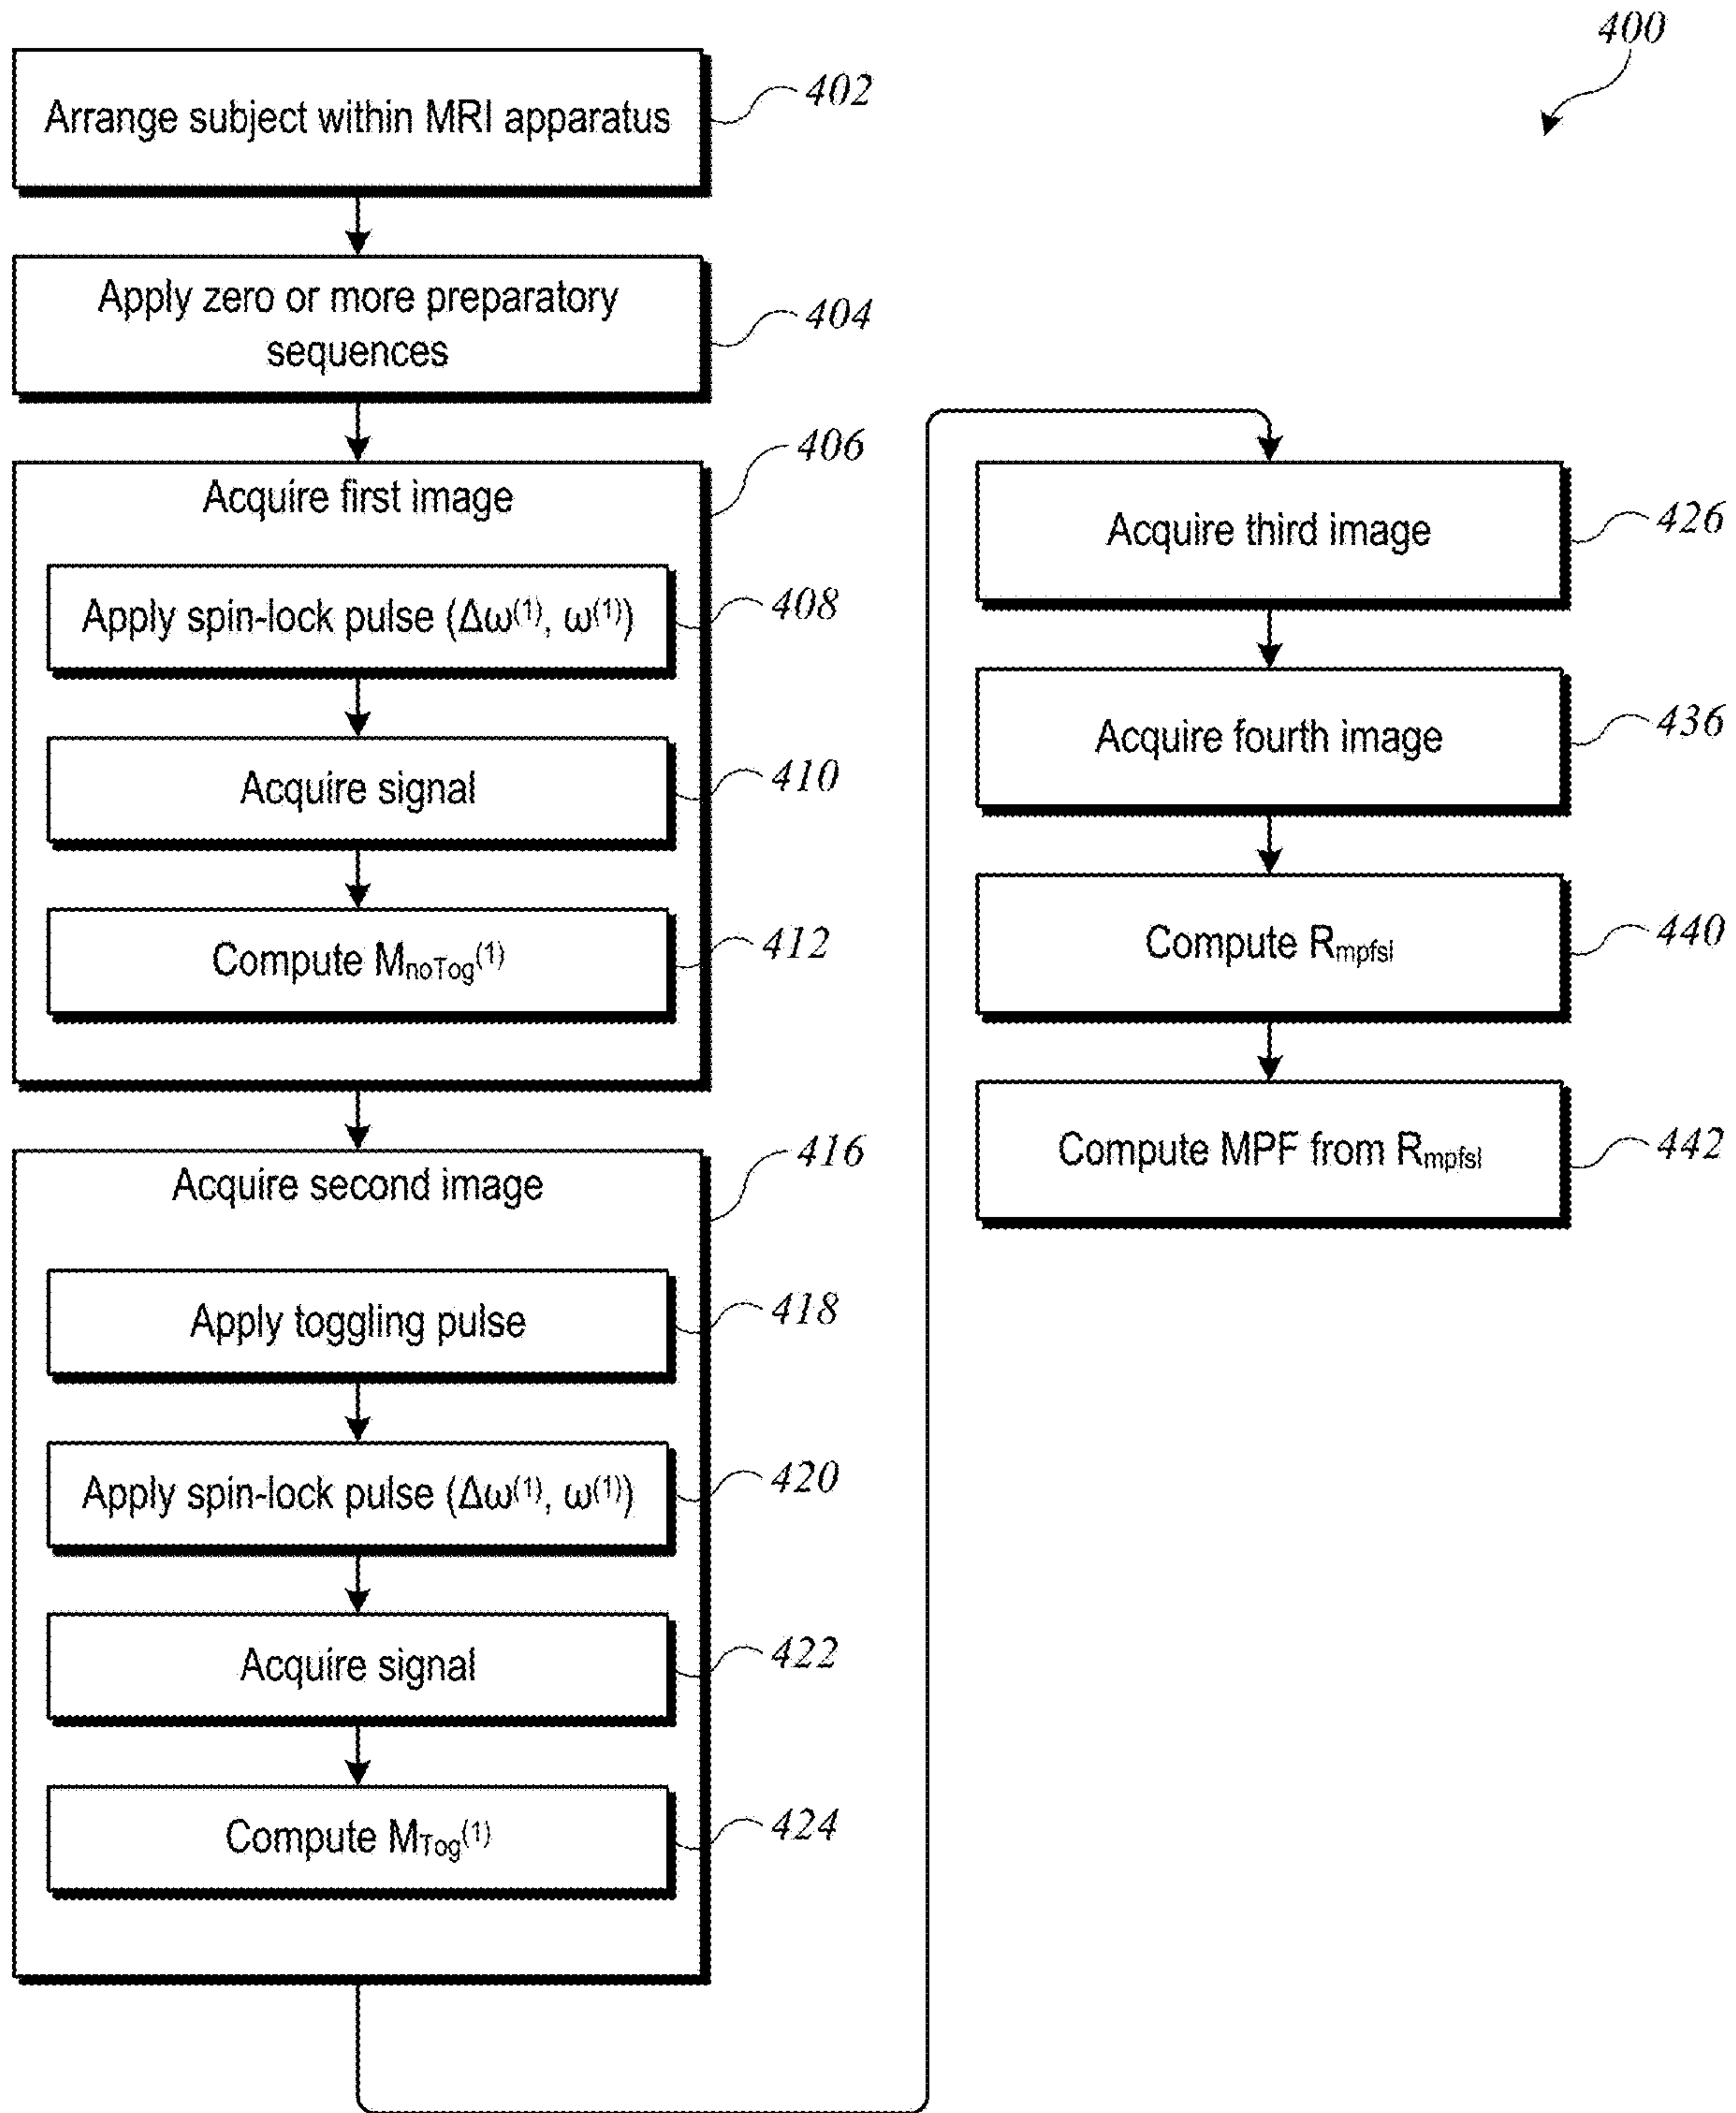 400
Arrange subject within MRI apparatus
402
Apply zero or more preparatory
sequences
404
Acquire first image
406
Apply spin-lock pulse (Δω⁽¹⁾, ω⁽¹⁾)
408
Acquire signal
410
Compute MnoTog⁽¹⁾
412
Acquire second image
416
Apply toggling pulse
418
Apply spin-lock pulse (Δω⁽¹⁾, ω⁽¹⁾)
420
Acquire signal
422
Compute MTog⁽¹⁾
424
Acquire third image
426
Acquire fourth image
436
Compute Rmpfsl
440
Compute MPF from Rmpfsl
442